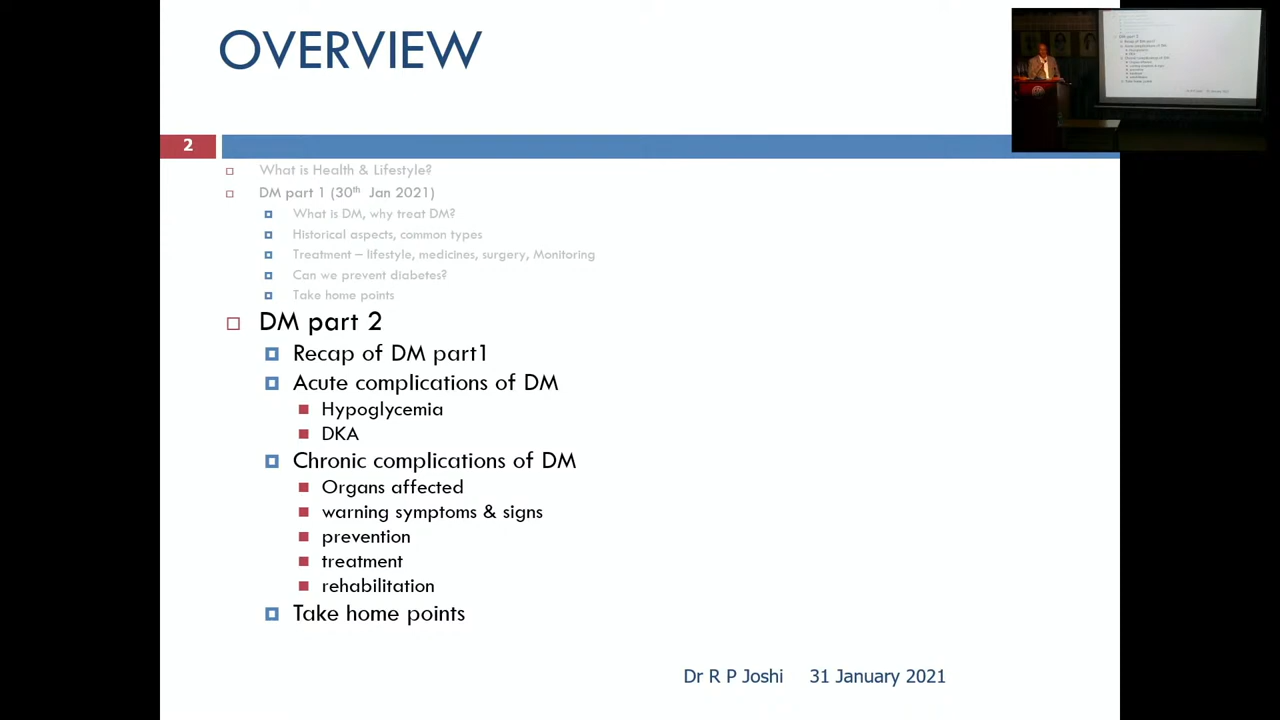 OVERVIEW
2
What is Health & Lifestyle?
DM part 1 (30th Jan 2021)
What is DM, why treat DM?
Historical aspects, common types
Treatment – lifestyle, medicines, surgery, Monitoring
Can we prevent diabetes?
Take home points
DM part 2
Recap of DM part1
Acute complications of DM
Hypoglycemia
DKA
Chronic complications of DM
Organs affected
warning symptoms & signs
prevention
treatment
rehabilitation
Take home points
Dr R P Joshi 31 January 2021